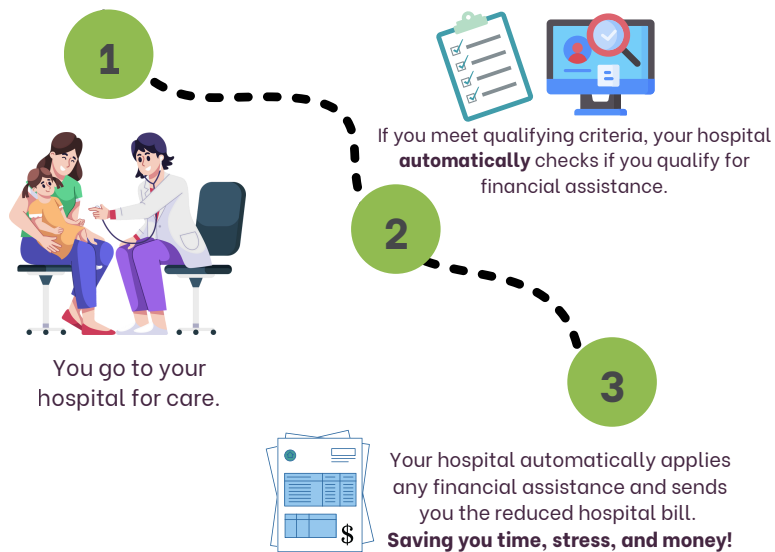 1
You go to your
hospital for care.
If you meet qualifying criteria, your hospital
automatically checks if you qualify for
financial assistance.
2
3
Your hospital automatically applies
any financial assistance and sends
you the reduced hospital bill.
Saving you time, stress, and money!
$